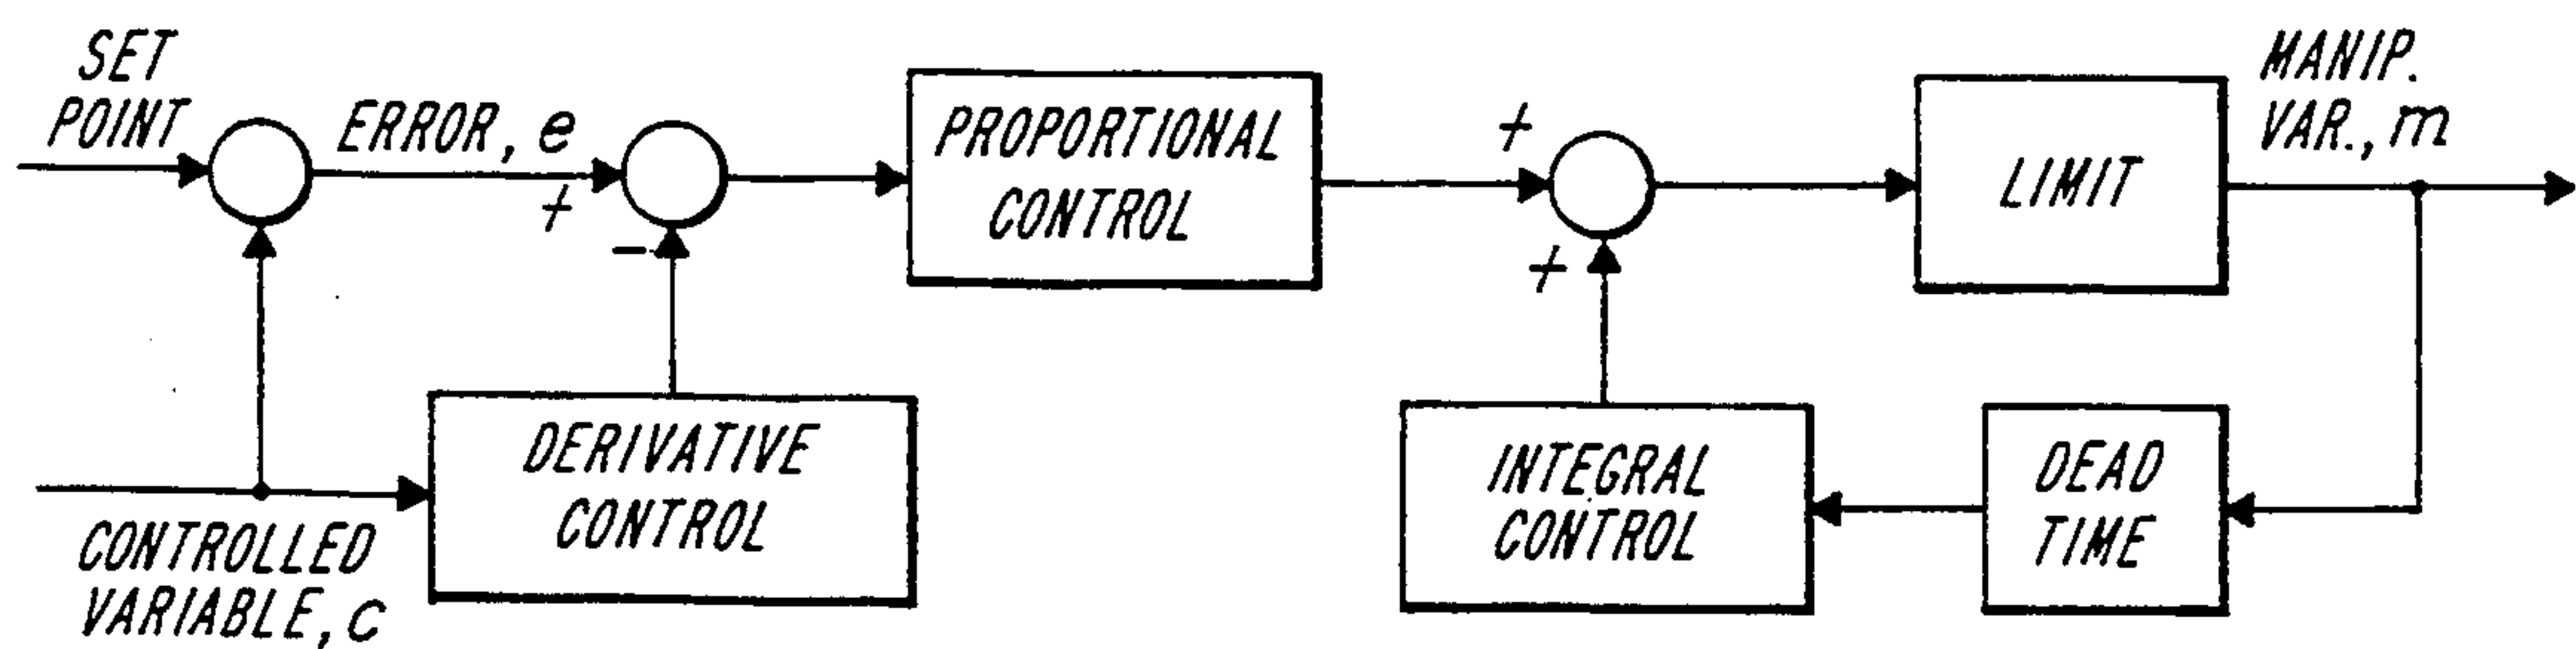 SET
POINT
ERROR, e
+
-
PROPORTIONAL
CONTROL
+
+
LIMIT
MANIP.
VAR., m
CONTROLLED
VARIABLE, c
DERIVATIVE
CONTROL
INTEGRAL
CONTROL
DEAD
TIME